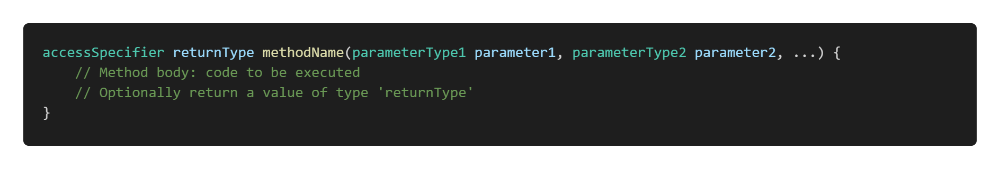 accessSpecifier returnType methodName(parameterType1 parameter1, parameterType2 parameter2, ...) {
    // Method body: code to be executed
    // Optionally return a value of type 'returnType'
}